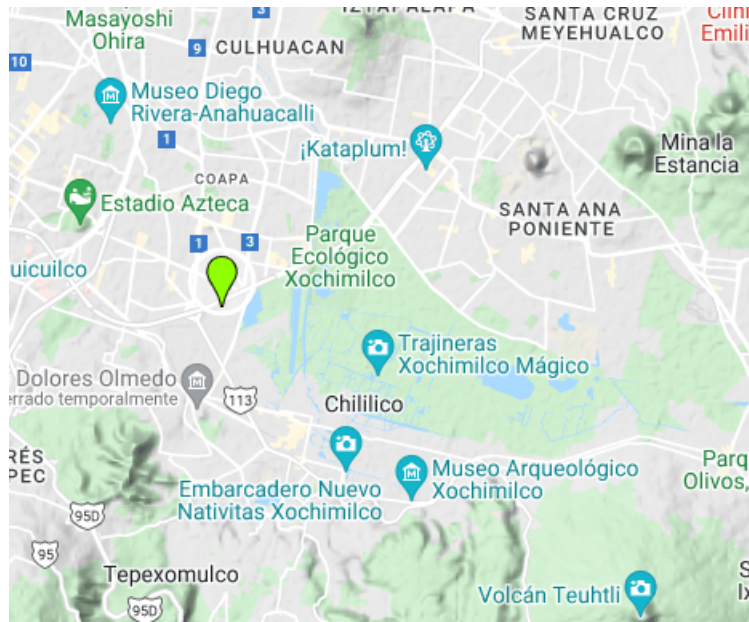 Masayoshi
Ohira
3
IZTAPALAPA
SANTA CRUZ
MEYEHUALCO
Emili
10
9
CULHUACAN
Museo Diego
Rivera-Anahuacalli
1
¡Kataplum!
Mina la
Estancia
COAPA
Estadio Azteca
SANTA ANA
PONIENTE
1
3
Parque
Ecológico
Xochimilco
uicuilco
Trajineras
Xochimilco Mágico
Dolores Olmedo
errado temporalmente
113
Chililico
RÉS
PEC
Museo Arqueológico
Xochimilco
Parq
Olivos,
Embarcadero Nuevo
Nativitas Xochimilco
95D
95
Tepexomulco
Volcán Teuhtli
95D